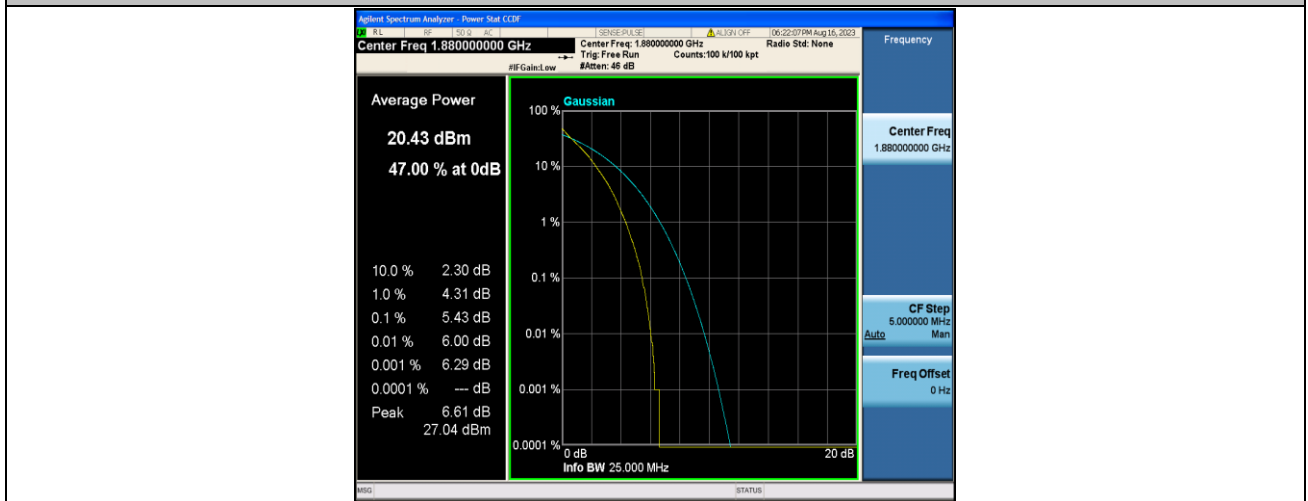 Agilent Spectrum Analyzer - Power Stat CCDF
LXI RL RF 50 Ω AC SENSE:PULSE ALIGN OFF 06:22:07 PM Aug 16, 2023
Center Freq 1.880000000 GHz
Center Freq: 1.880000000 GHz Radio Std: None
Trig: Free Run Counts:100 k/100 kpt
#IFGain:Low #Atten: 46 dB
Frequency
Average Power
20.43 dBm
47.00 % at 0dB
10.0 % 2.30 dB
1.0 % 4.31 dB
0.1 % 5.43 dB
0.01 % 6.00 dB
0.001 % 6.29 dB
0.0001 % --- dB
Peak 6.61 dB
27.04 dBm
Gaussian
100 %
10 %
1 %
0.1 %
0.01 %
0.001 %
0.0001 %
0 dB 20 dB
Info BW 25.000 MHz
Center Freq
1.880000000 GHz
CF Step
5.000000 MHz
Auto Man
Freq Offset
0 Hz
MSG STATUS